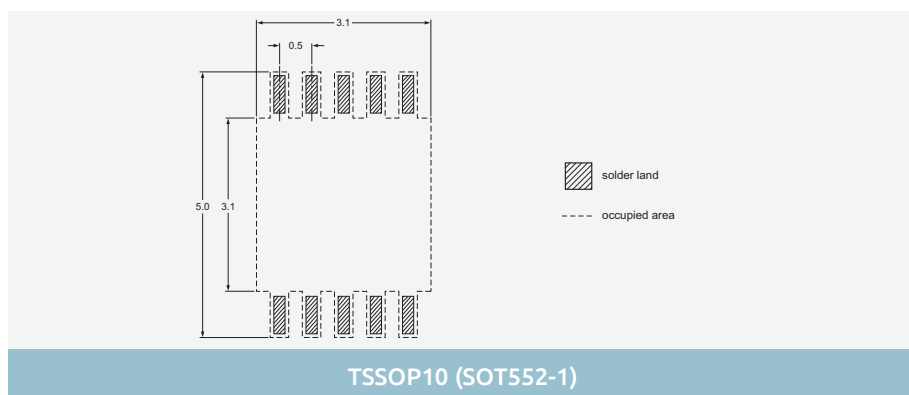 3.1
0.5
5.0 3.1
solder land
occupied area
TSSOP10 (SOT552-1)